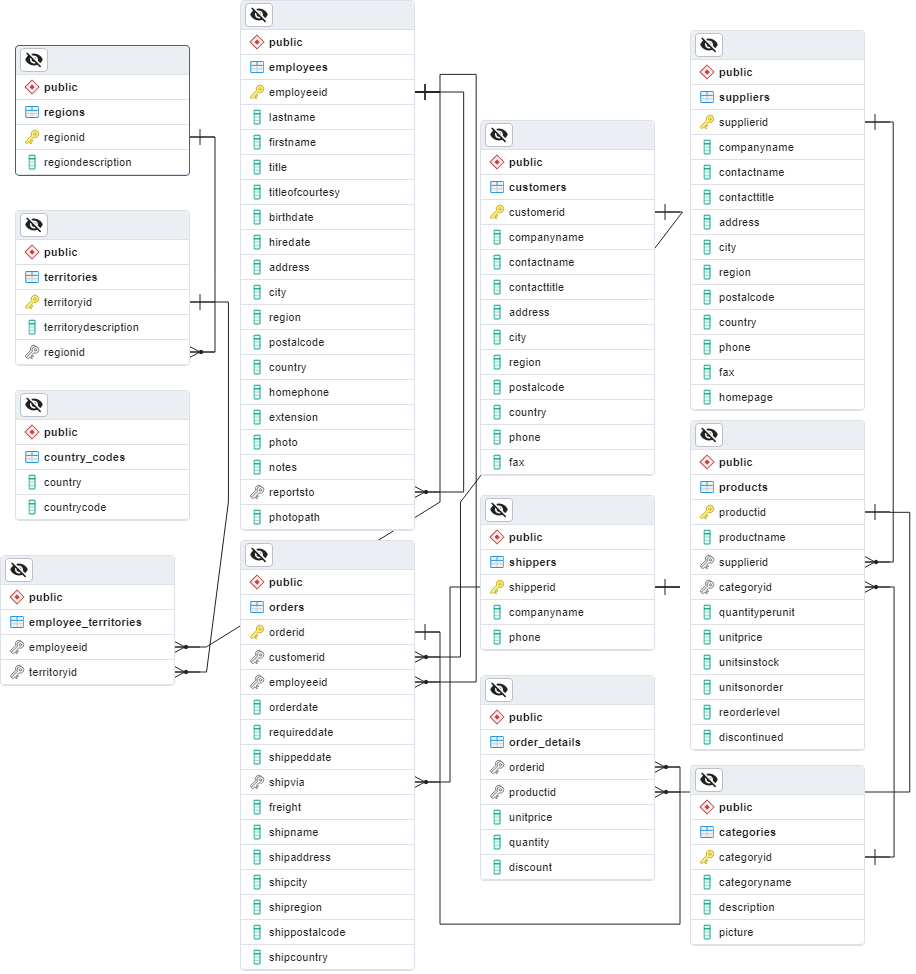 public
regions
regionid
regiondescription
public
territories
territoryid
territorydescription
regionid
public
country_codes
country
countrycode
public
employee_territories
employeeid
territoryid
public
employees
employeeid
lastname
firstname
title
titleofcourtesy
birthdate
hiredate
address
city
region
postalcode
country
homephone
extension
photo
notes
reportsto
photopath
public
orders
orderid
customerid
employeeid
orderdate
requireddate
shippeddate
shipvia
freight
shipname
shipaddress
shipcity
shipregion
shippostalcode
shipcountry
public
customers
customerid
companyname
contactname
contacttitle
address
city
region
postalcode
country
phone
fax
public
shippers
shipperid
companyname
phone
public
order_details
orderid
productid
unitprice
quantity
discount
public
suppliers
supplierid
companyname
contactname
contacttitle
address
city
region
postalcode
country
phone
fax
homepage
public
products
productid
productname
supplierid
categoryid
quantityperunit
unitprice
unitsinstock
unitsonorder
reorderlevel
discontinued
public
categories
categoryid
categoryname
description
picture